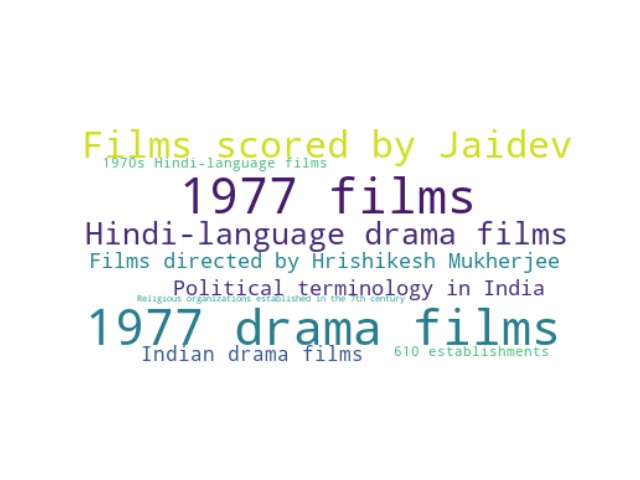 Films scored by Jaidev
1970s Hindi-language films
1977 films
Hindi-language drama films
Films directed by Hrishikesh Mukherjee
Political terminology in India
Religious organizations established in the 7th century
1977 drama films
Indian drama films
610 establishments